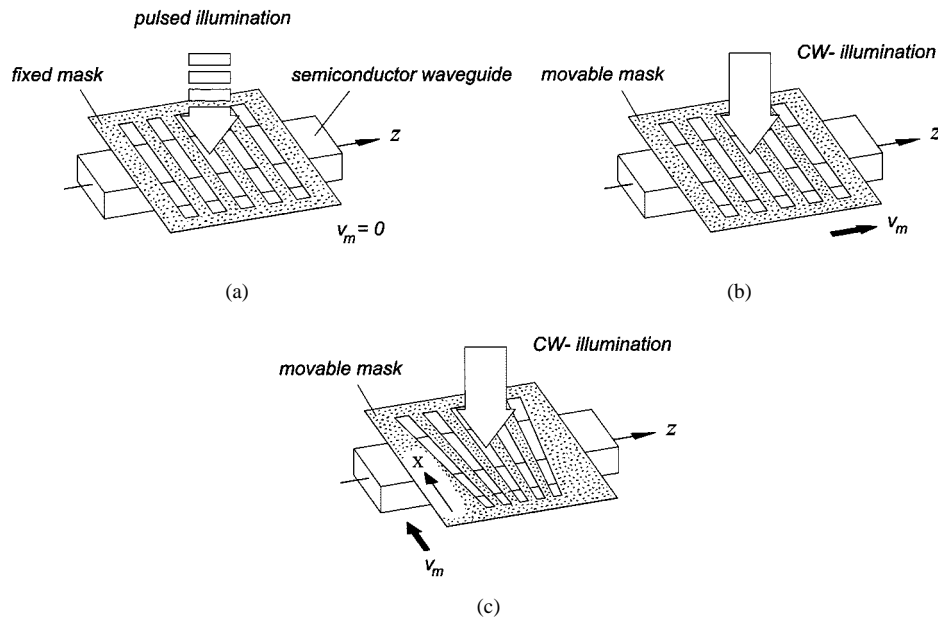 pulsed illumination
fixed mask
semiconductor waveguide
z
v_m = 0
(a)
CW- illumination
movable mask
z
v_m
(b)
CW- illumination
movable mask
z
x
v_m
(c)